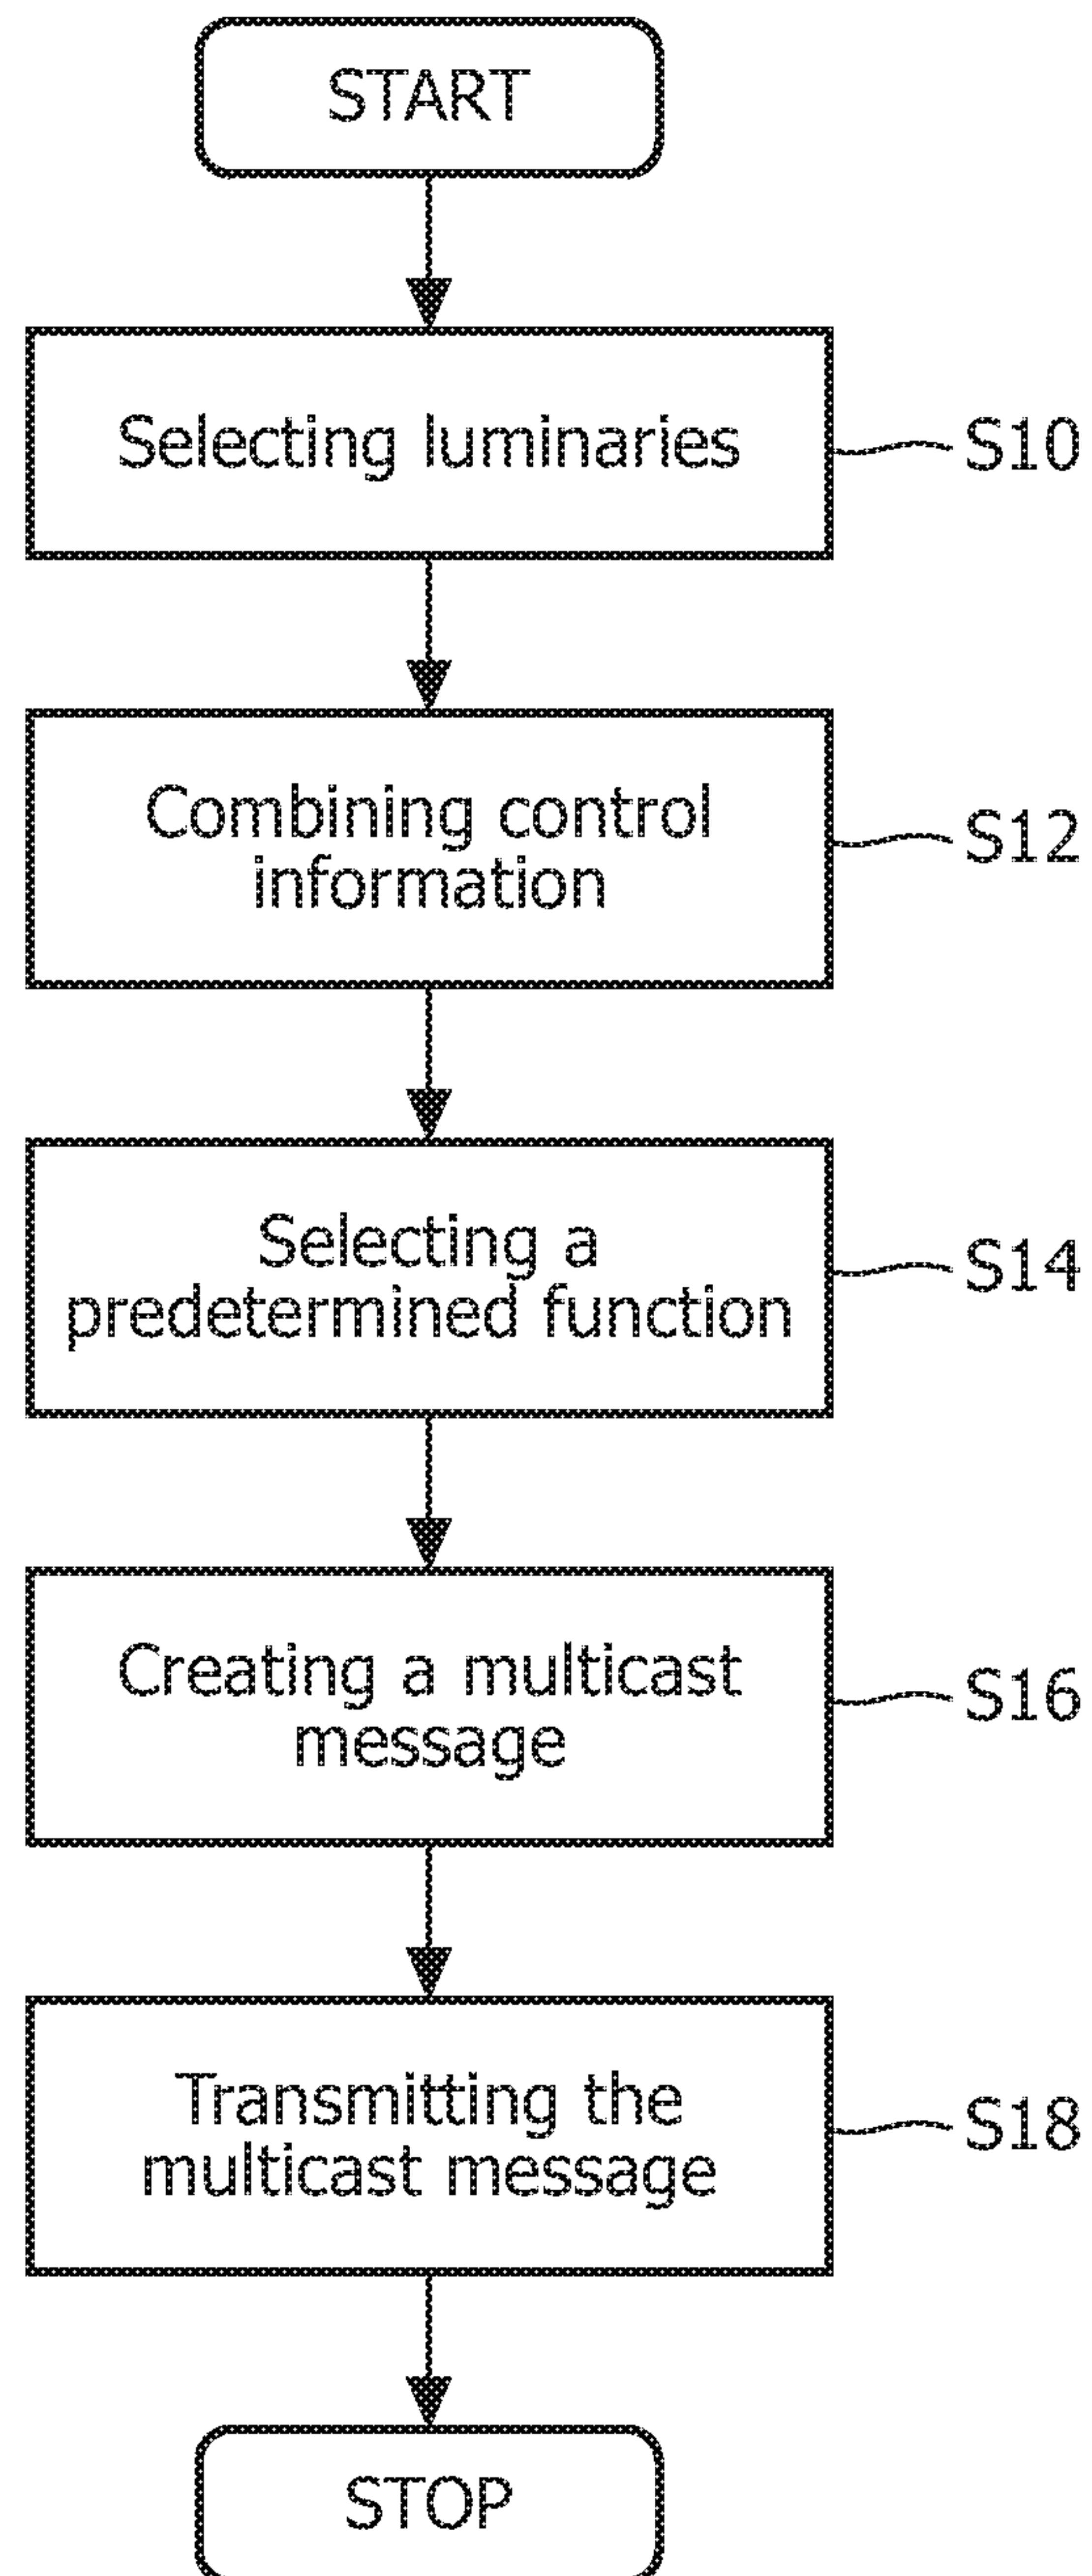 START
Selecting luminaries
S10
Combining control
information
S12
Selecting a
predetermined function
S14
Creating a multicast
message
S16
Transmitting the
multicast message
S18
STOP